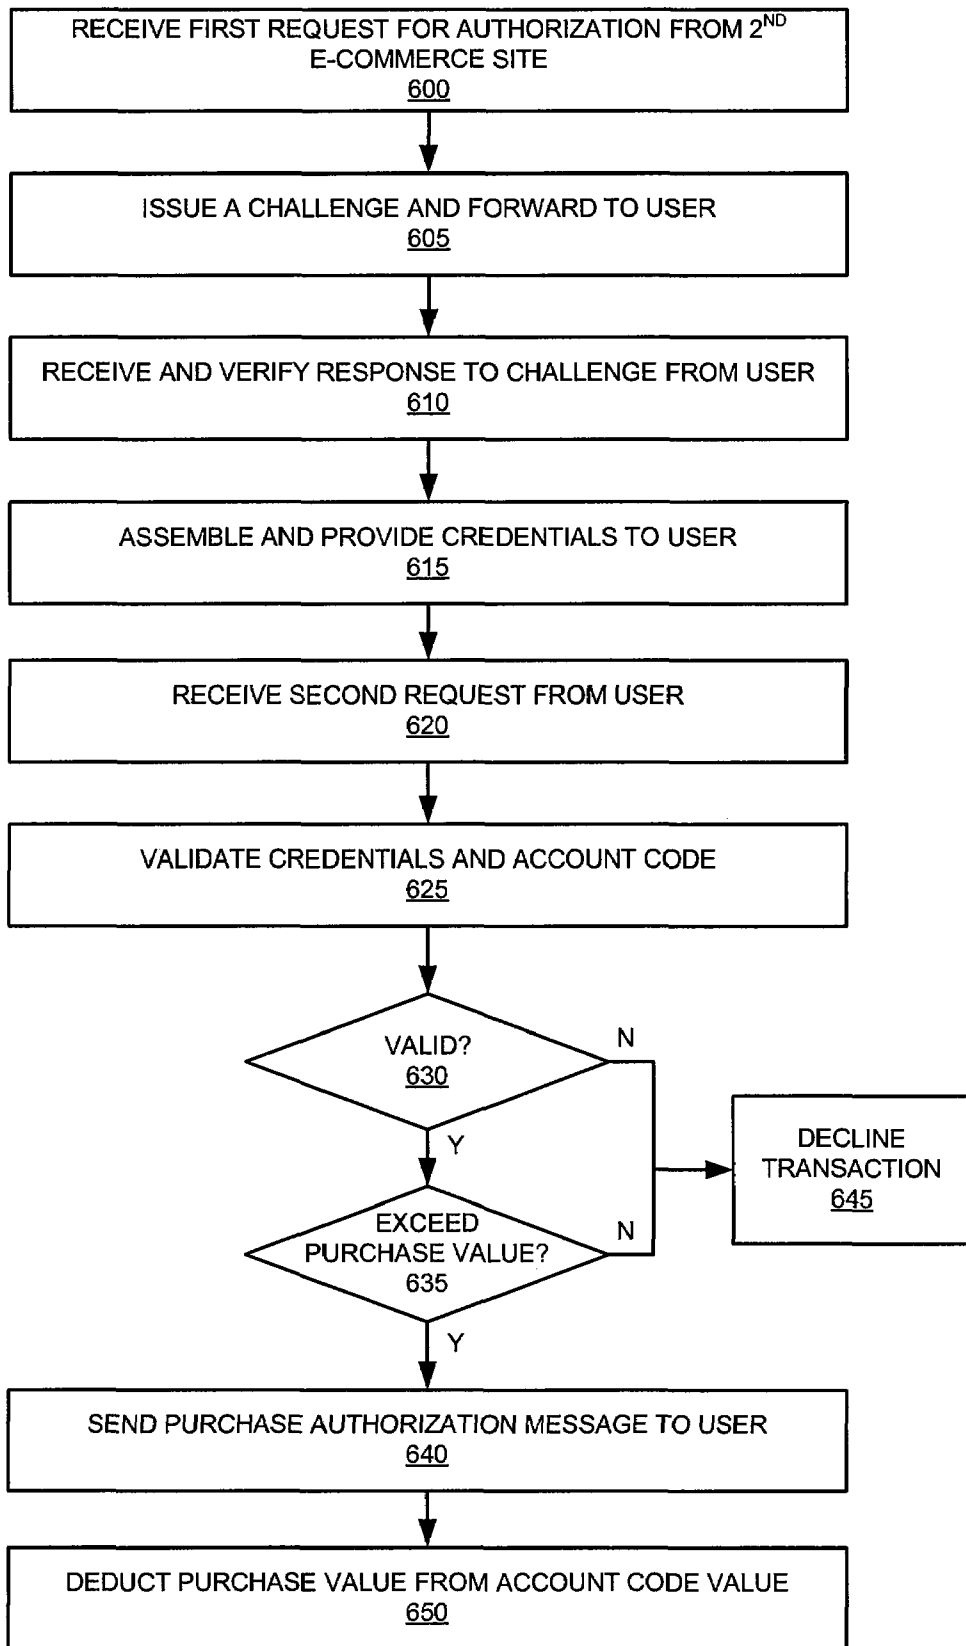 RECEIVE FIRST REQUEST FOR AUTHORIZATION FROM 2ND
E-COMMERCE SITE
600
ISSUE A CHALLENGE AND FORWARD TO USER
605
RECEIVE AND VERIFY RESPONSE TO CHALLENGE FROM USER
610
ASSEMBLE AND PROVIDE CREDENTIALS TO USER
615
RECEIVE SECOND REQUEST FROM USER
620
VALIDATE CREDENTIALS AND ACCOUNT CODE
625
VALID?
630
N
Y
DECLINE
TRANSACTION
645
EXCEED
PURCHASE VALUE?
635
N
Y
SEND PURCHASE AUTHORIZATION MESSAGE TO USER
640
DEDUCT PURCHASE VALUE FROM ACCOUNT CODE VALUE
650